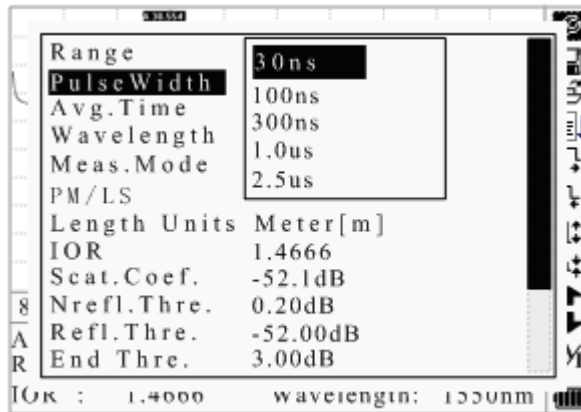 Range
PulseWidth
Avg.Time
Wavelength
Meas.Mode
PM/LS
30ns
100ns
300ns
1.0us
2.5us
Length Units Meter[m]
IOR 1.4666
Scat.Coef. -52.1dB
Nrefl.Thre. 0.20dB
Refl.Thre. -52.00dB
End Thre. 3.00dB
8
A
R
IOR : 1.4666 Wavelength: 1550nm